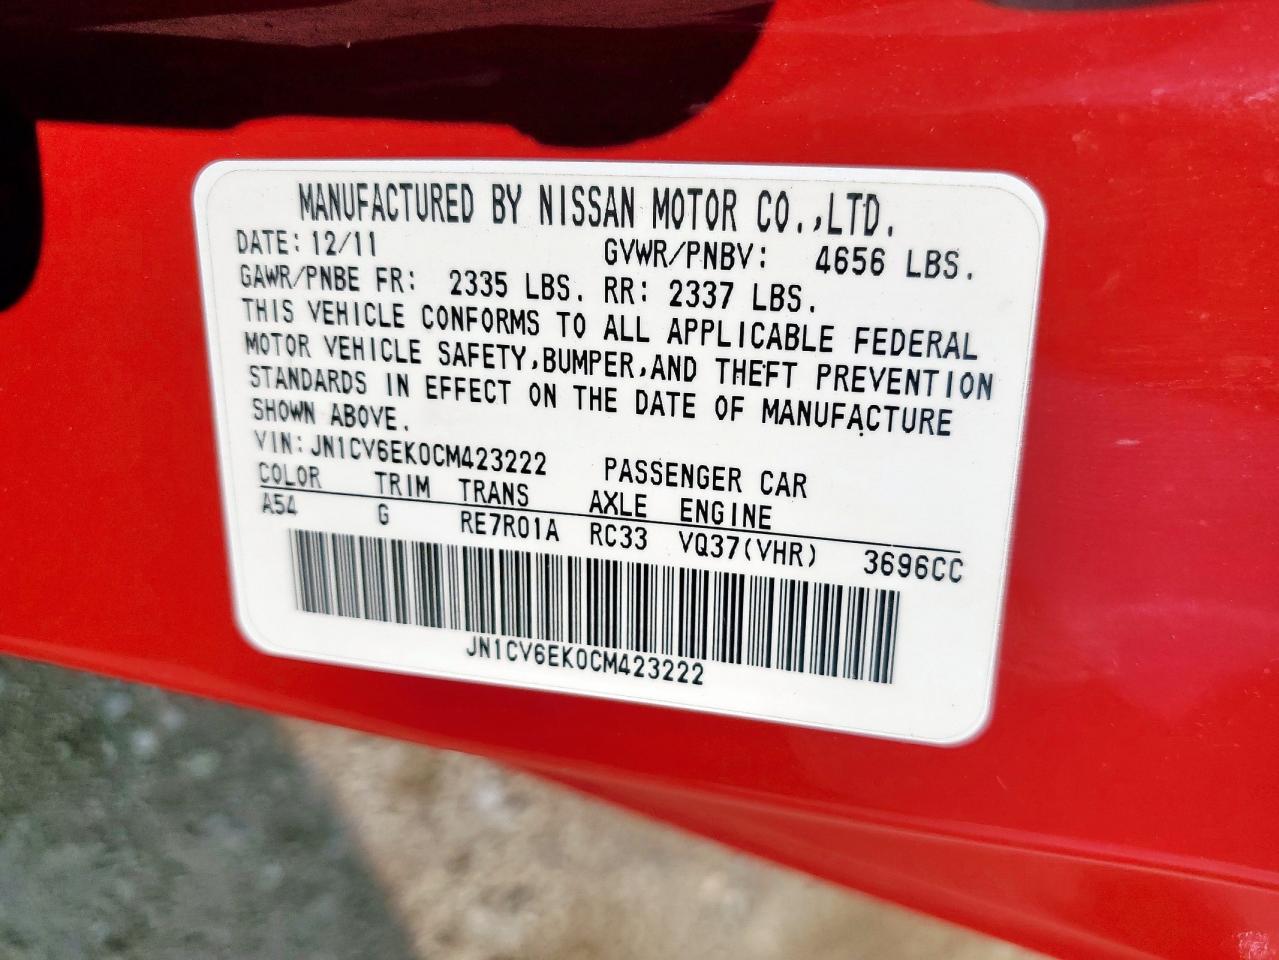 MANUFACTURED BY NISSAN MOTOR CO.,LTD.
DATE: 12/11 GVWR/PNBV: 4656 LBS.
GAWR/PNBE FR: 2335 LBS. RR: 2337 LBS.
THIS VEHICLE CONFORMS TO ALL APPLICABLE FEDERAL
MOTOR VEHICLE SAFETY,BUMPER,AND THEFT PREVENTION
STANDARDS IN EFFECT ON THE DATE OF MANUFACTURE
SHOWN ABOVE.
VIN: JN1CV6EK0CM423222 PASSENGER CAR
COLOR TRIM TRANS AXLE ENGINE
A54 G RE7R01A RC33 VQ37(VHR) 3696CC
JN1CV6EK0CM423222